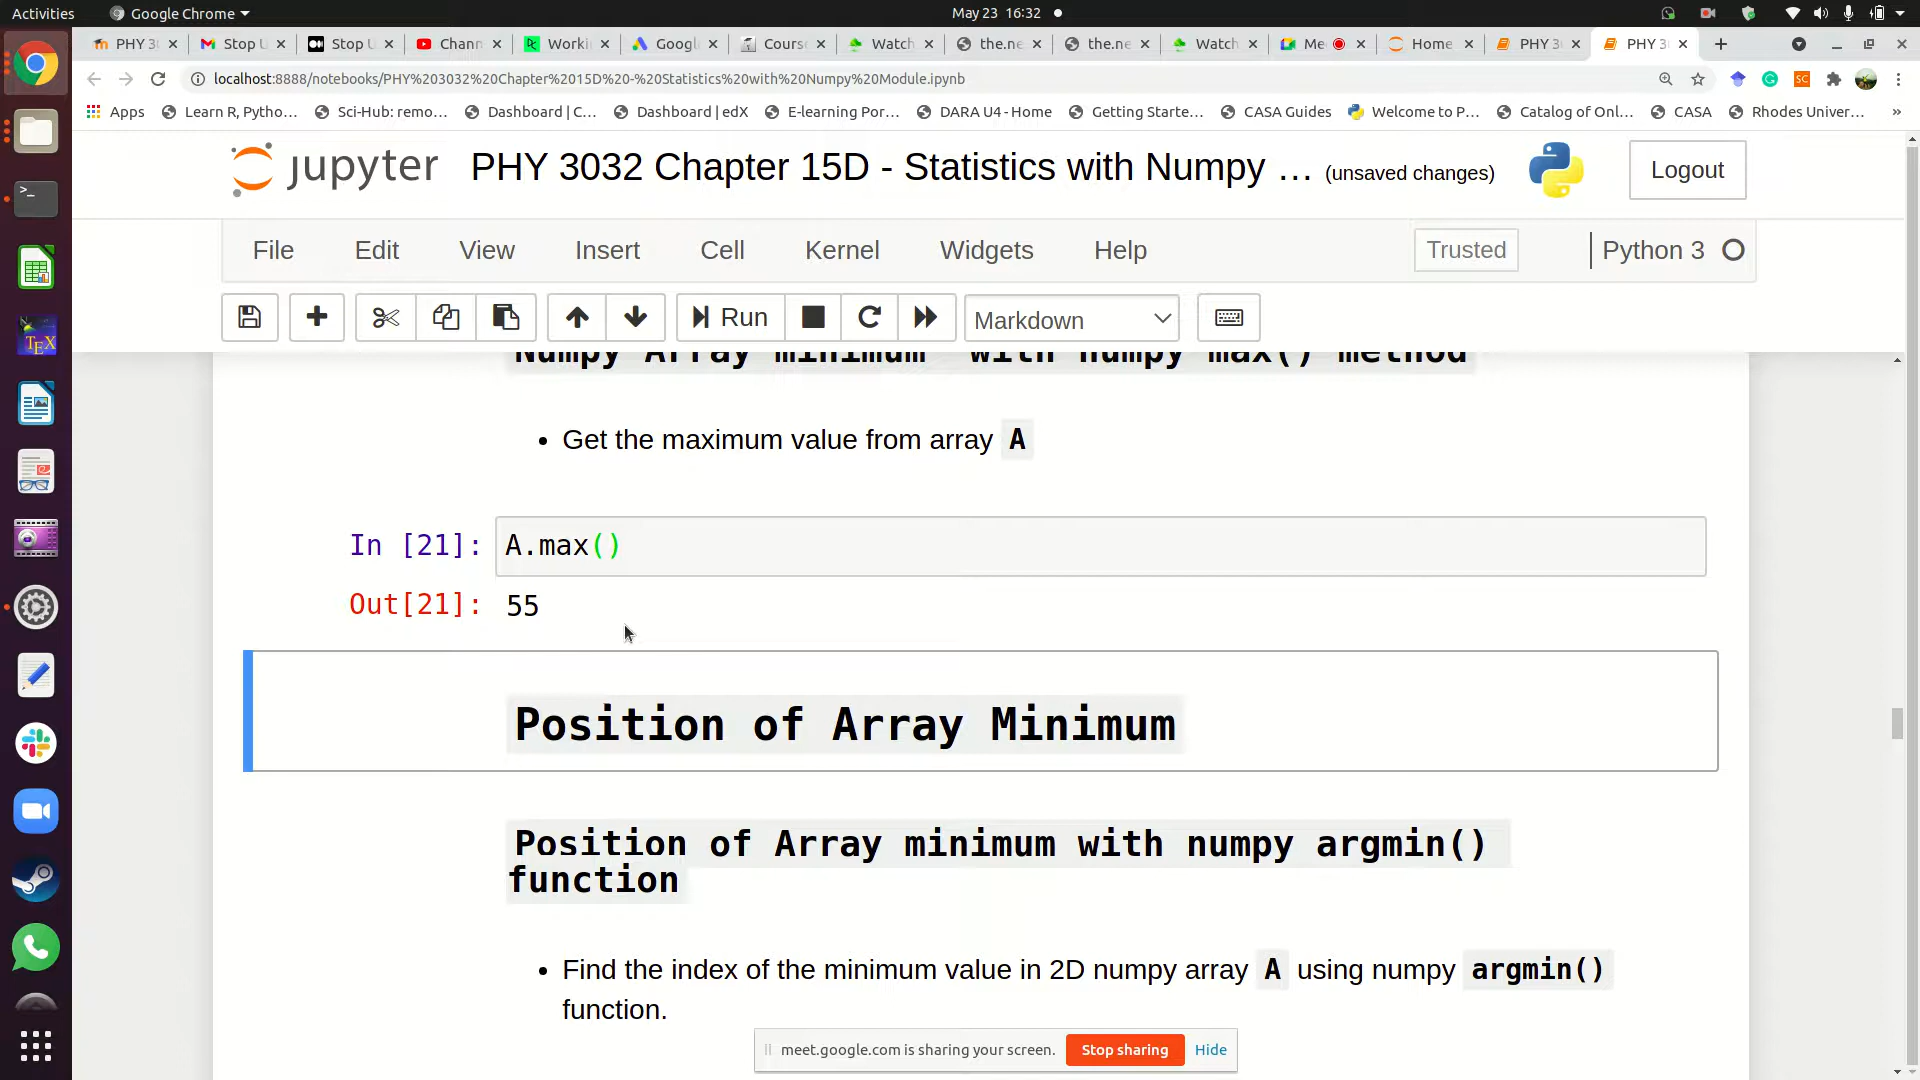 Activities
Google Chrome
May 23 16:32
PHY 3
Stop U
Stop U
Chann
Worki
Googl
Cours
Watch
the.ne
the.ne
Watch
Me
Home
PHY 3
PHY 3
localhost:8888/notebooks/PHY%203032%20Chapter%2015D%20-%20Statistics%20with%20Numpy%20Module.ipynb
Apps
Learn R, Pytho...
Sci-Hub: remo...
Dashboard | C...
Dashboard | edX
E-learning Por...
DARA U4 - Home
Getting Starte...
CASA Guides
Welcome to P...
Catalog of Onl...
CASA
Rhodes Univer...
»
jupyter
PHY 3032 Chapter 15D - Statistics with Numpy ...
(unsaved changes)
Logout
File
Edit
View
Insert
Cell
Kernel
Widgets
Help
Trusted
Python 3
Run
Markdown
Numpy Array minimum with numpy max() method
• Get the maximum value from array A
In [21]: A.max()
Out[21]: 55
Position of Array Minimum
Position of Array minimum with numpy argmin()
function
• Find the index of the minimum value in 2D numpy array A using numpy argmin()
function.
meet.google.com is sharing your screen.
Stop sharing
Hide